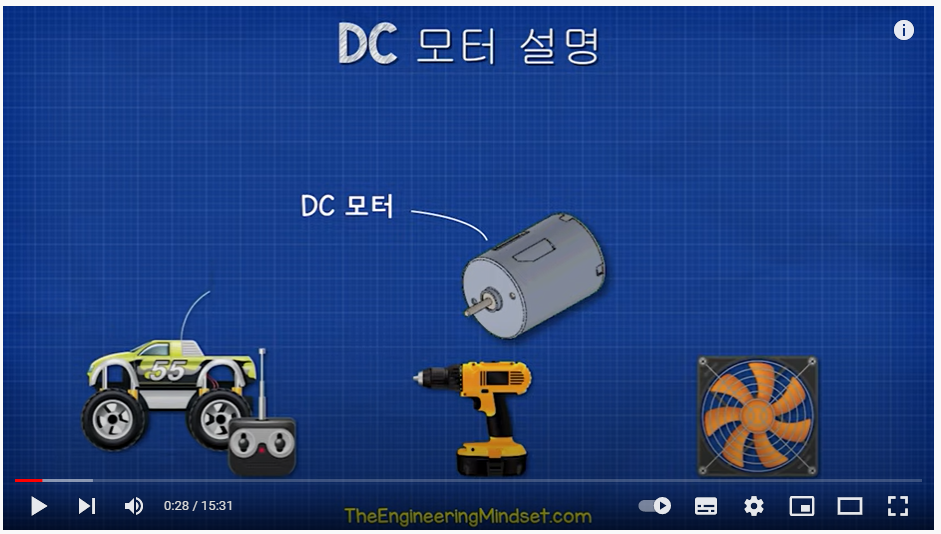 DC 모터 설명
DC 모터
55
0:28 / 15:31
TheEngineeringMindset.com